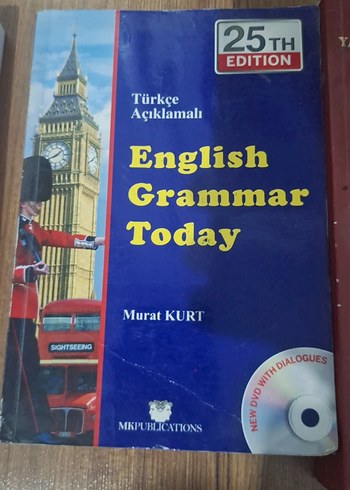 25TH
EDITION
Türkçe
Açıklamalı
English
Grammar
Today
Murat KURT
SIGHTSEEING
NEW DVD WITH DIALOGUES
MKPUBLICATIONS